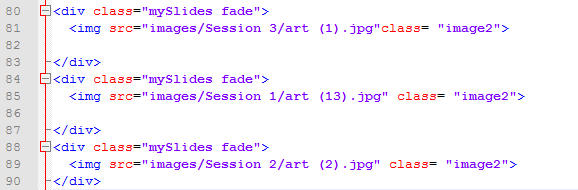 80 <div class="mySlides fade">
81 <img src="images/Session 3/art (1).jpg"class= "image2">
82
83 </div>
84 <div class="mySlides fade">
85 <img src="images/Session 1/art (13).jpg" class= "image2">
86
87 </div>
88 <div class="mySlides fade">
89 <img src="images/Session 2/art (2).jpg" class= "image2">
90 </div>